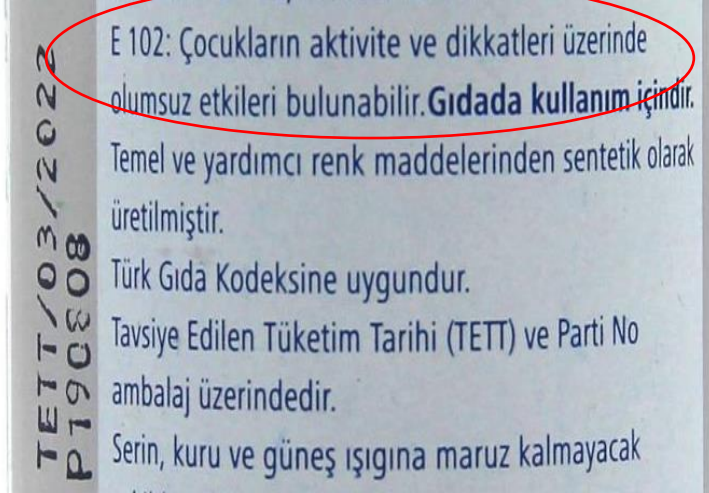 E 102: Çocukların aktivite ve dikkatleri üzerinde
olumsuz etkileri bulunabilir.Gıdada kullanım içindir.
Temel ve yardımcı renk maddelerinden sentetik olarak
üretilmiştir.
Türk Gıda Kodeksine uygundur.
Tavsiye Edilen Tüketim Tarihi (TETT) ve Parti No
ambalaj üzerindedir.
Serin, kuru ve güneş ışıgına maruz kalmayacak
TETT/03/2022
P190308